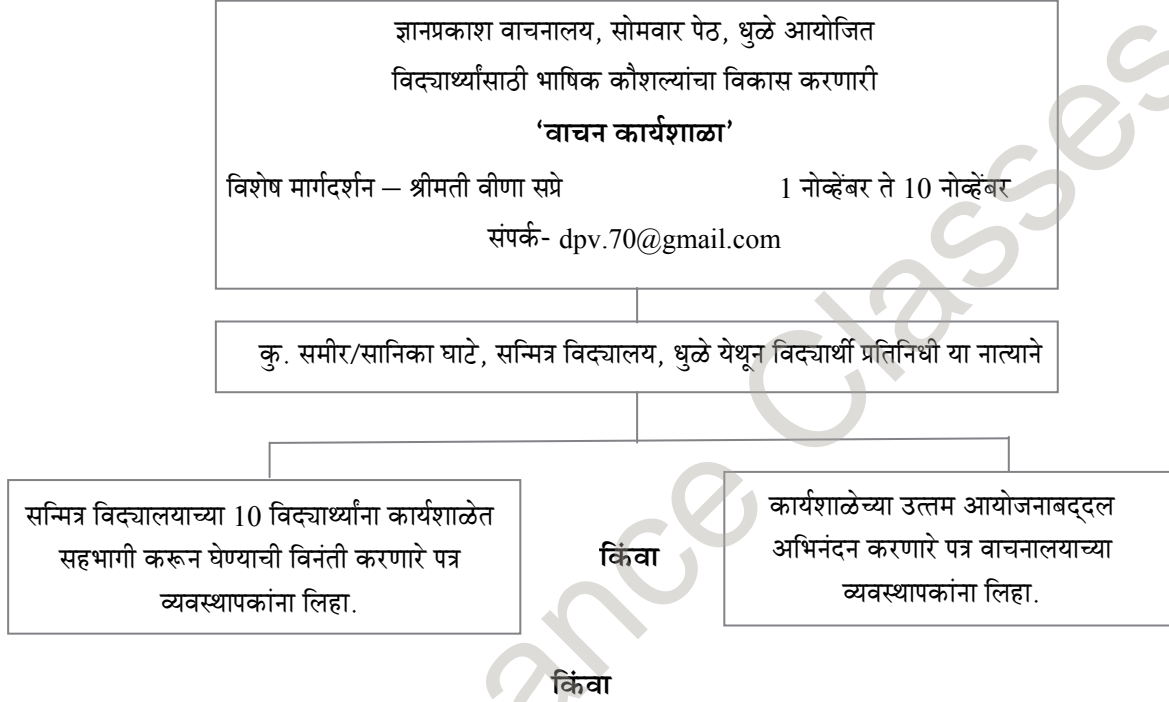 ज्ञानप्रकाश वाचनालय, सोमवार पेठ, धुळे आयोजित
विद्यार्थ्यांसाठी भाषिक कौशल्यांचा विकास करणारी
‘वाचन कार्यशाळा’
विशेष मार्गदर्शन – श्रीमती वीणा सप्रे 1 नोव्हेंबर ते 10 नोव्हेंबर
संपर्क- dpv.70@gmail.com
कु. समीर/सानिका घाटे, सन्मित्र विद्यालय, धुळे येथून विद्यार्थी प्रतिनिधी या नात्याने
सन्मित्र विद्यालयाच्या 10 विद्यार्थ्यांना कार्यशाळेत
सहभागी करून घेण्याची विनंती करणारे पत्र
व्यवस्थापकांना लिहा.
किंवा
कार्यशाळेच्या उत्तम आयोजनाबद्दल
अभिनंदन करणारे पत्र वाचनालयाच्या
व्यवस्थापकांना लिहा.
किंवा
ance Classes